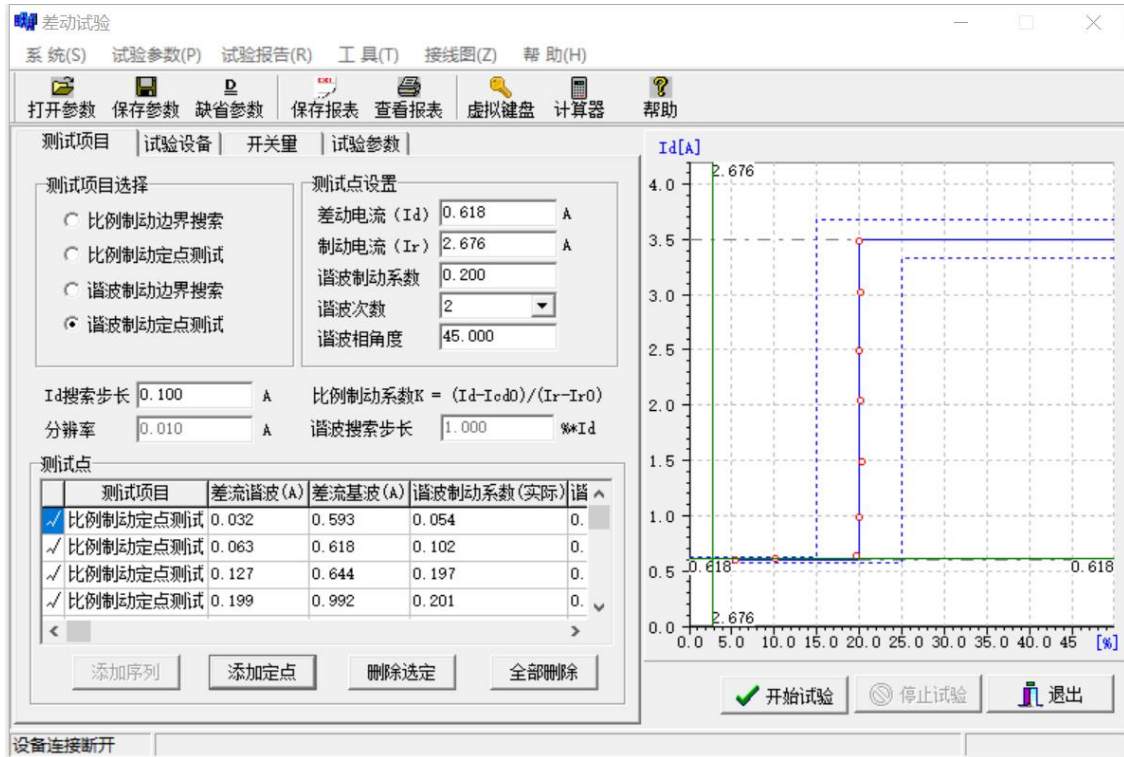 差动试验
系 统(S) 试验参数(P) 试验报告(R) 工 具(T) 接线图(Z) 帮 助(H)
打开参数 保存参数 缺省参数 保存报表 查看报表 虚拟键盘 计算器 帮助
测试项目 试验设备 开关量 试验参数
测试项目选择
比例制动边界搜索
比例制动定点测试
谐波制动边界搜索
谐波制动定点测试
测试点设置
差动电流 (Id) 0.618 A
制动电流 (Ir) 2.676 A
谐波制动系数 0.200
谐波次数 2
谐波相角度 45.000
Id搜索步长 0.100 A 比例制动系数K = (Id-Icd0)/(Ir-Ir0)
分辨率 0.010 A 谐波搜索步长 1.000 %*Id
测试点
测试项目 差流谐波(A) 差流基波(A) 谐波制动系数(实际) 谐
比例制动定点测试 0.032 0.593 0.054 0.
比例制动定点测试 0.063 0.618 0.102 0.
比例制动定点测试 0.127 0.644 0.197 0.
比例制动定点测试 0.199 0.992 0.201 0.
添加序列 添加定点 删除选定 全部删除
Id[A]
2.676
4.0
3.5
3.0
2.5
2.0
1.5
1.0
0.5 0.618 0.618
2.676
0.0
0.0 5.0 10.0 15.0 20.0 25.0 30.0 35.0 40.0 45 [%]
开始试验 停止试验 退出
设备连接断开